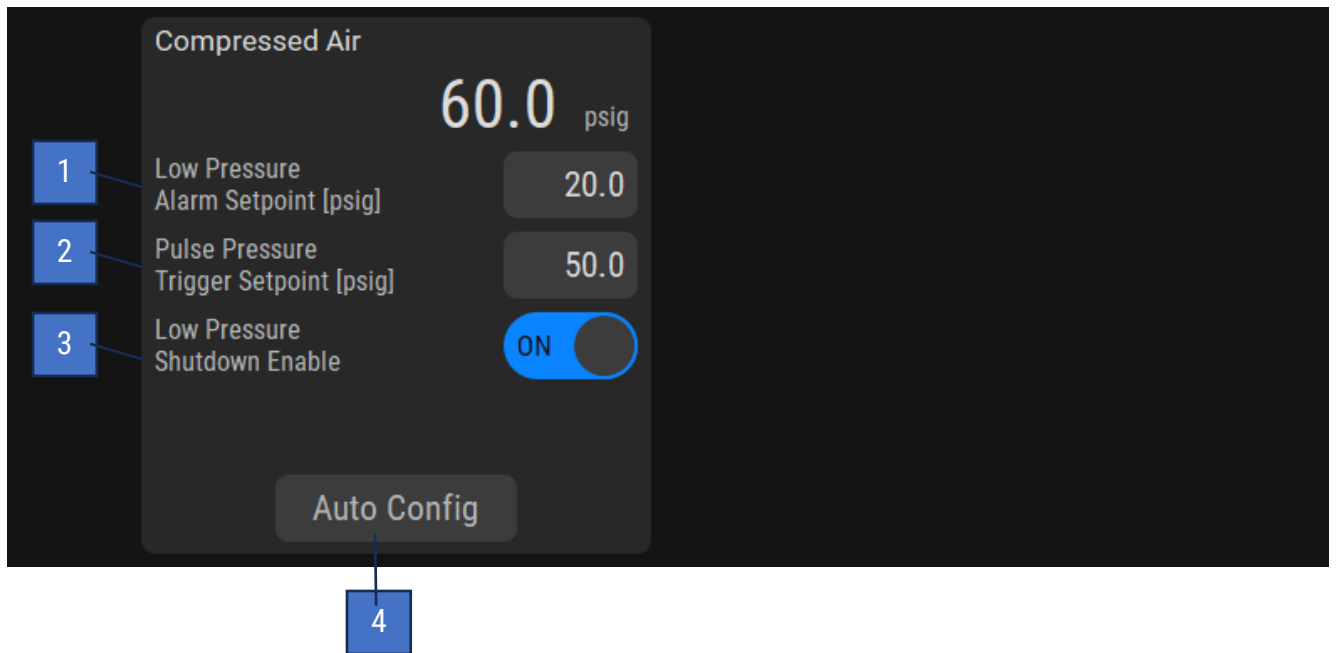 Compressed Air
60.0 psig
1
Low Pressure
Alarm Setpoint [psig]
20.0
2
Pulse Pressure
Trigger Setpoint [psig]
50.0
3
Low Pressure
Shutdown Enable
ON
Auto Config
4